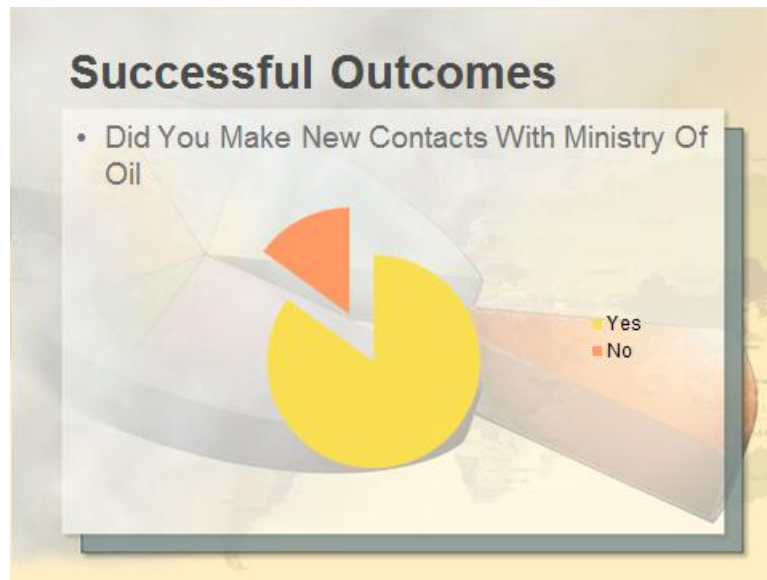 Successful Outcomes
• Did You Make New Contacts With Ministry Of
Oil
Yes
No